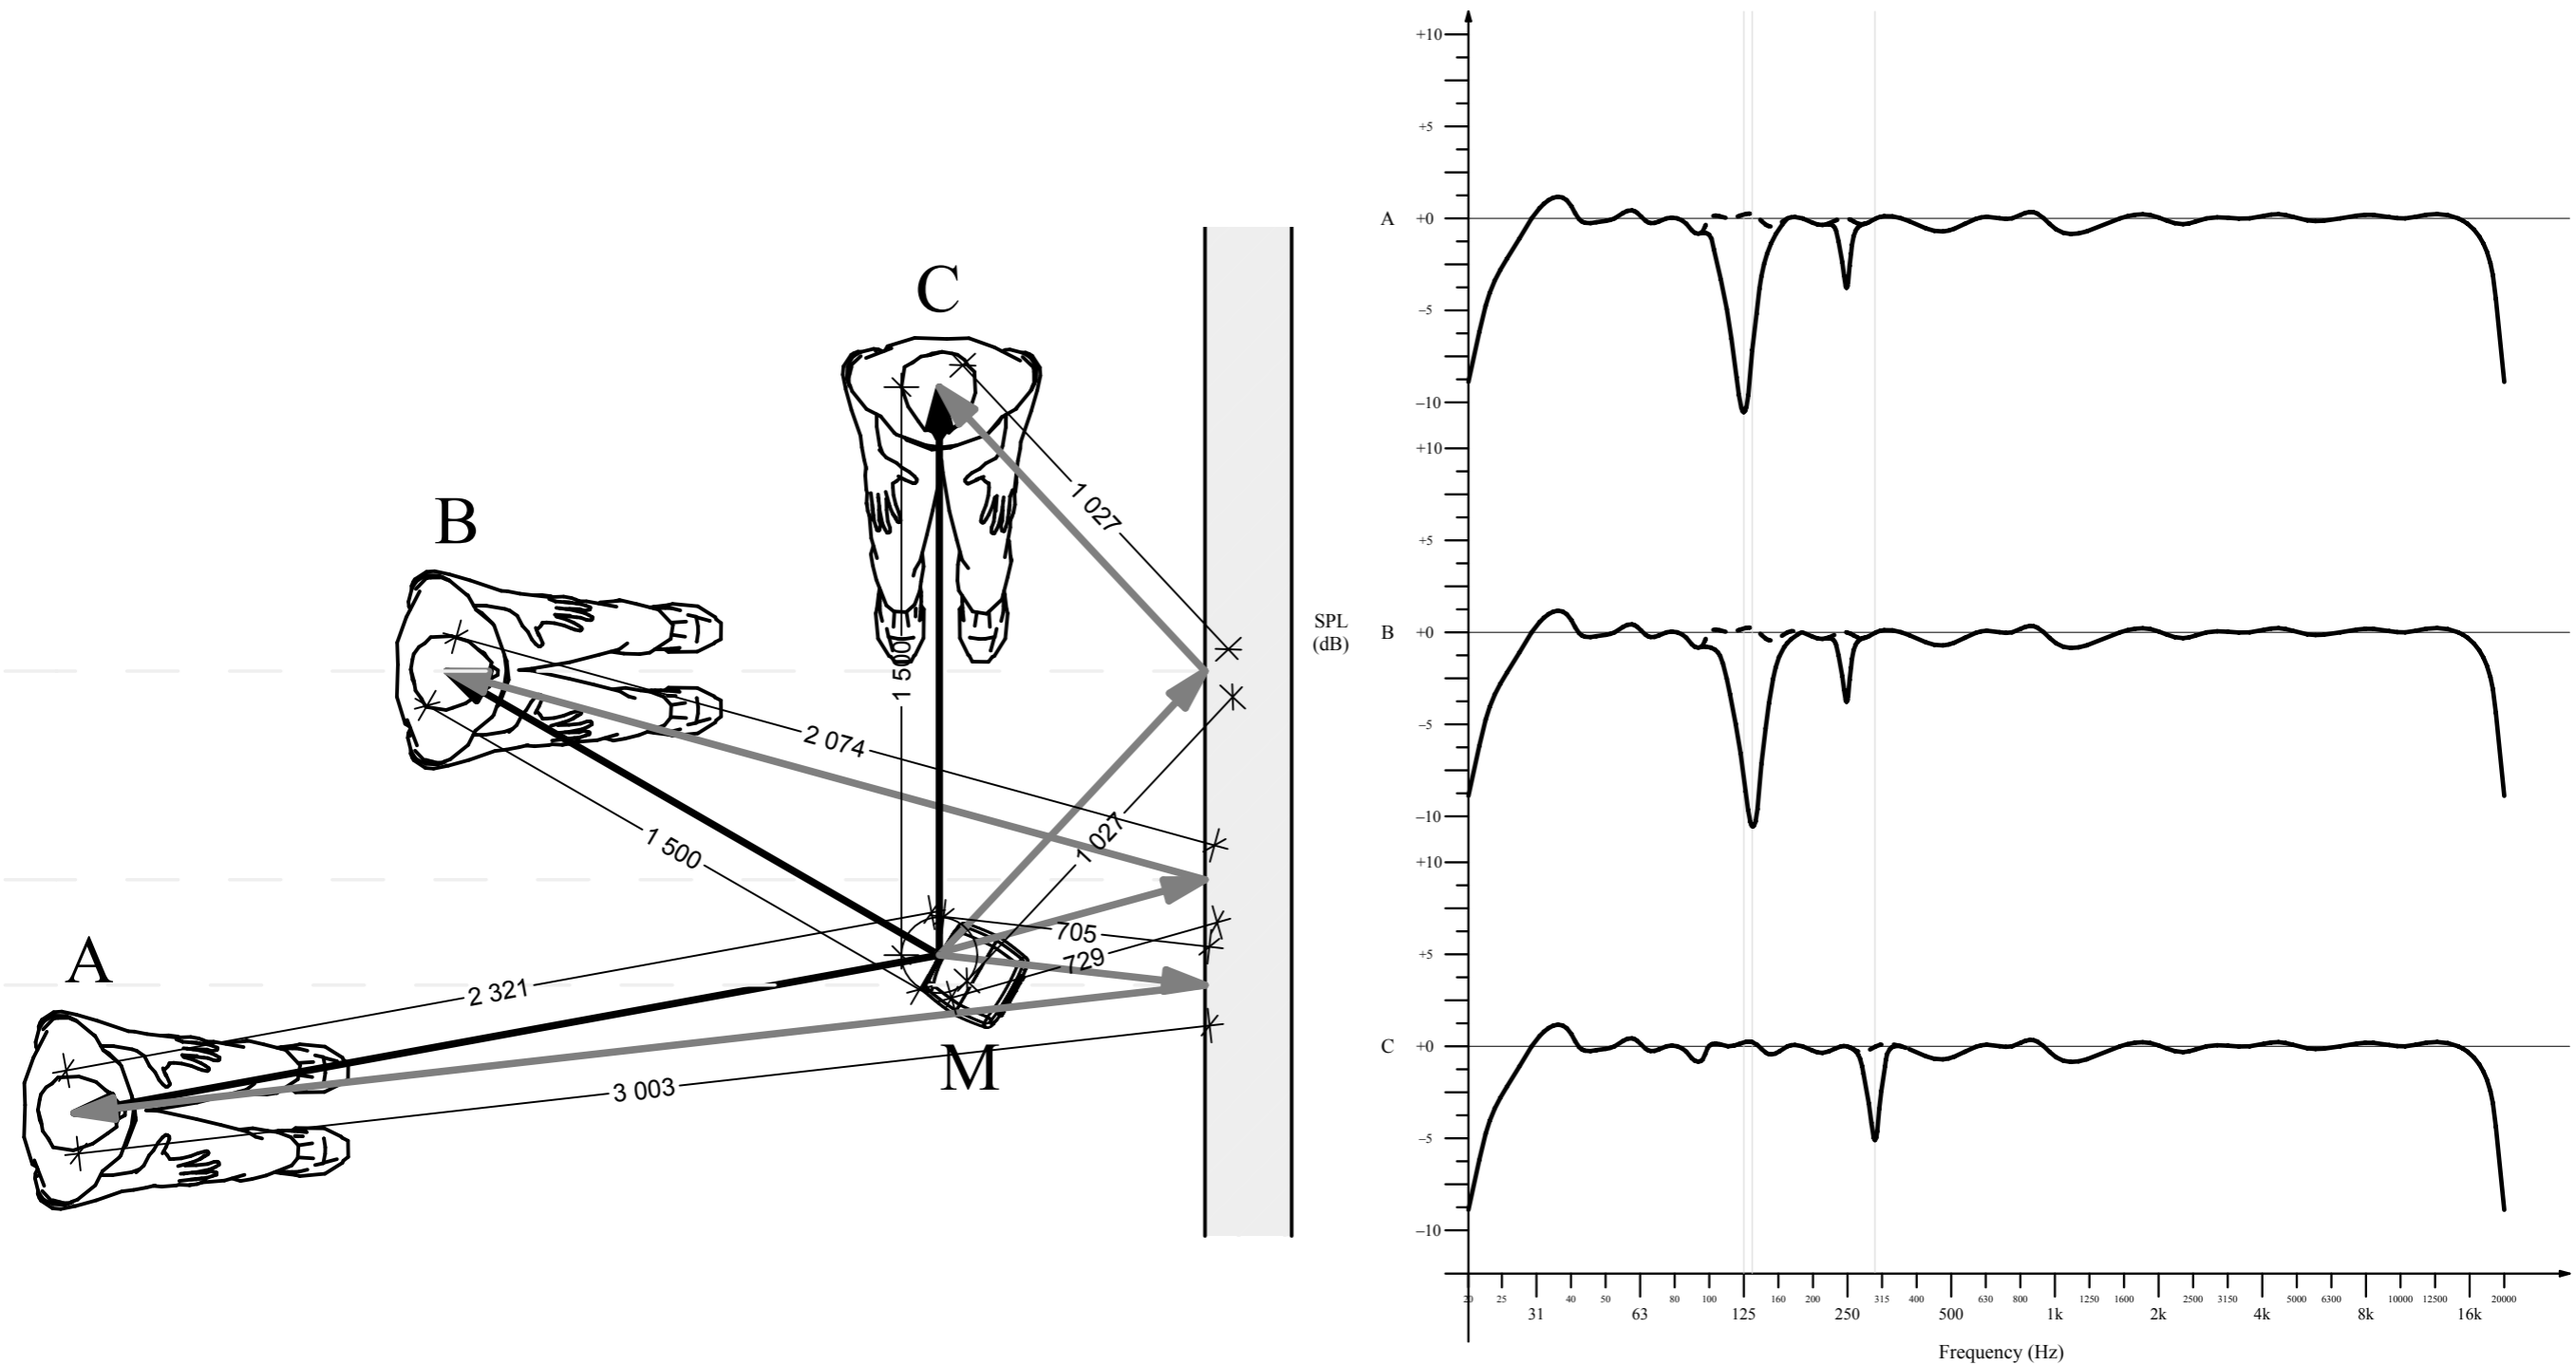 C
B
A
M
1 027
1 500
2 074
1 027
1 500
705
729
2 321
3 003
SPL
(dB)
+10
+5
A +0
−5
−10
+10
+5
B +0
−5
−10
+10
+5
C +0
−5
−10
20 25 31 40 50 63 80 100 125 160 200 250 315 400 500 630 800 1k 1250 1600 2k 2500 3150 4k 5000 6300 8k 10000 12500 16k 20000
Frequency (Hz)